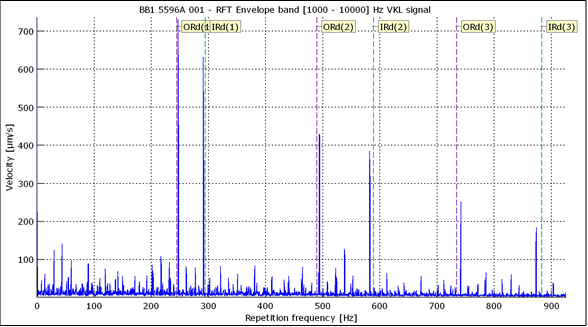 BB1 5596A 001 - RFT Envelope band [1000 - 10000] Hz VKL signal
ORd(1 IRd(1) ORd(2) IRd(2) ORd(3) IRd(3)
700
600
500
400
300
200
100
Velocity [µm/s]
0 100 200 300 400 500 600 700 800 900
Repetition frequency [Hz]